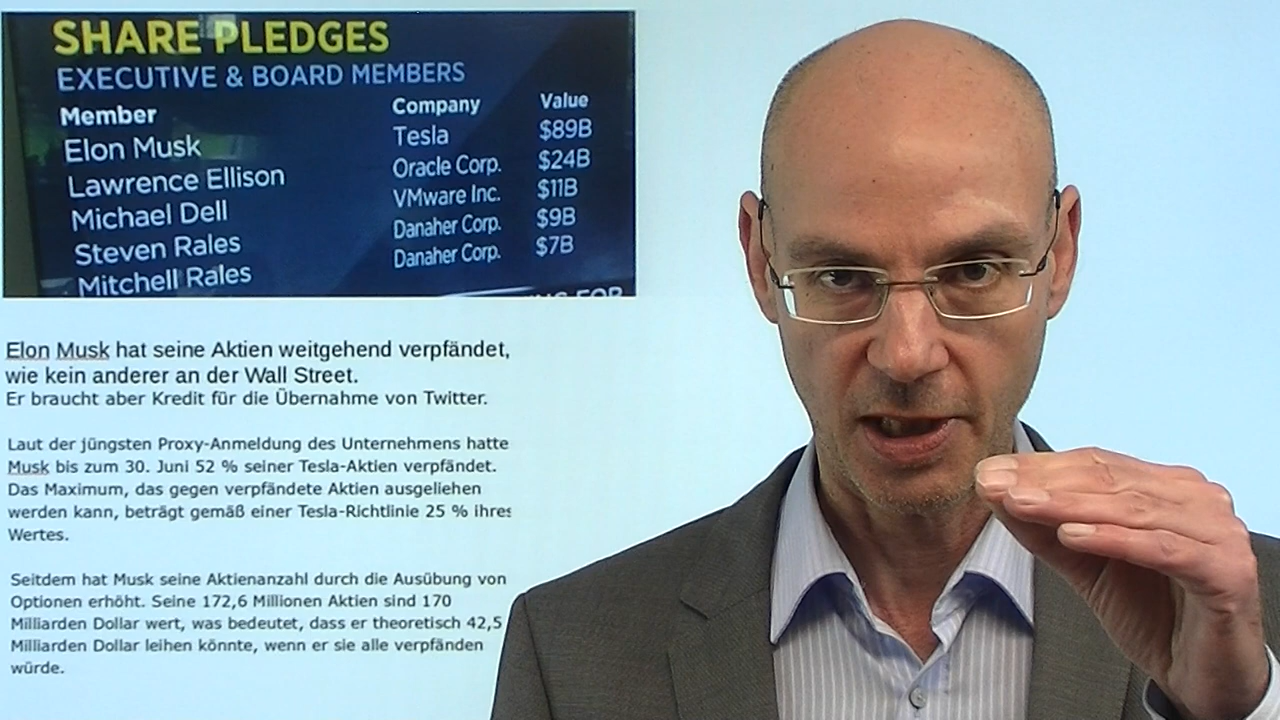 SHARE PLEDGES
EXECUTIVE & BOARD MEMBERS
Member Company Value
Elon Musk Tesla $89B
Lawrence Ellison Oracle Corp. $24B
Michael Dell VMware Inc. $11B
Steven Rales Danaher Corp. $9B
Mitchell Rales Danaher Corp. $7B
Elon Musk hat seine Aktien weitgehend verpfändet,
wie kein anderer an der Wall Street.
Er braucht aber Kredit für die Übernahme von Twitter.
Laut der jüngsten Proxy-Anmeldung des Unternehmens hatte
Musk bis zum 30. Juni 52 % seiner Tesla-Aktien verpfändet.
Das Maximum, das gegen verpfändete Aktien ausgeliehen
werden kann, beträgt gemäß einer Tesla-Richtlinie 25 % ihres
Wertes.
Seitdem hat Musk seine Aktienanzahl durch die Ausübung von
Optionen erhöht. Seine 172,6 Millionen Aktien sind 170
Milliarden Dollar wert, was bedeutet, dass er theoretisch 42,5
Milliarden Dollar leihen könnte, wenn er sie alle verpfänden
würde.